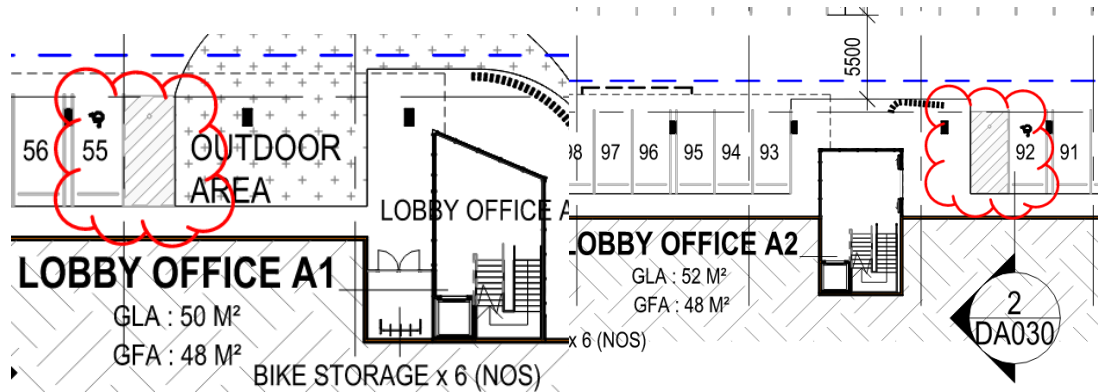 56
55
OUTDOOR
AREA
LOBBY OFFICE A
LOBBY OFFICE A1
GLA : 50 M²
GFA : 48 M²
BIKE STORAGE x 6 (NOS)
5500
98
97
96
95
94
93
92
91
OBBY OFFICE A2
GLA : 52 M²
GFA : 48 M²
x 6 (NOS)
2
DA030